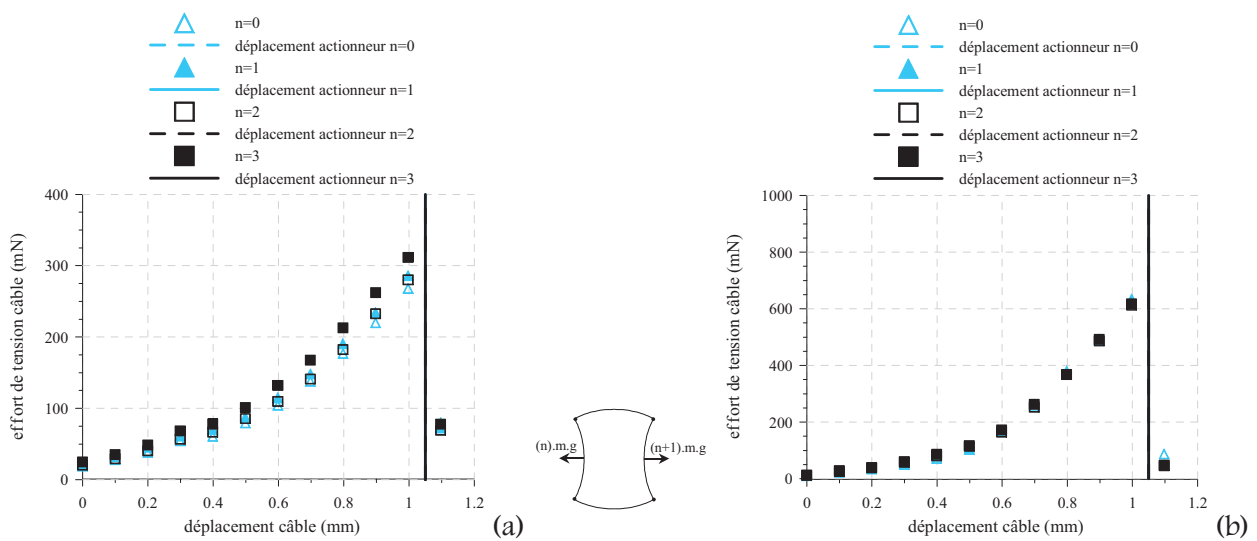 n=0
déplacement actionneur n=0
n=1
déplacement actionneur n=1
n=2
déplacement actionneur n=2
n=3
déplacement actionneur n=3
400
300
200
100
0
effort de tension câble (mN)
0
0.2
0.4
0.6
0.8
1
1.2
déplacement câble (mm)
(a)
(n).m.g
(n+1).m.g
n=0
déplacement actionneur n=0
n=1
déplacement actionneur n=1
n=2
déplacement actionneur n=2
n=3
déplacement actionneur n=3
1000
800
600
400
200
0
effort de tension câble (mN)
0
0.2
0.4
0.6
0.8
1
1.2
déplacement câble (mm)
(b)